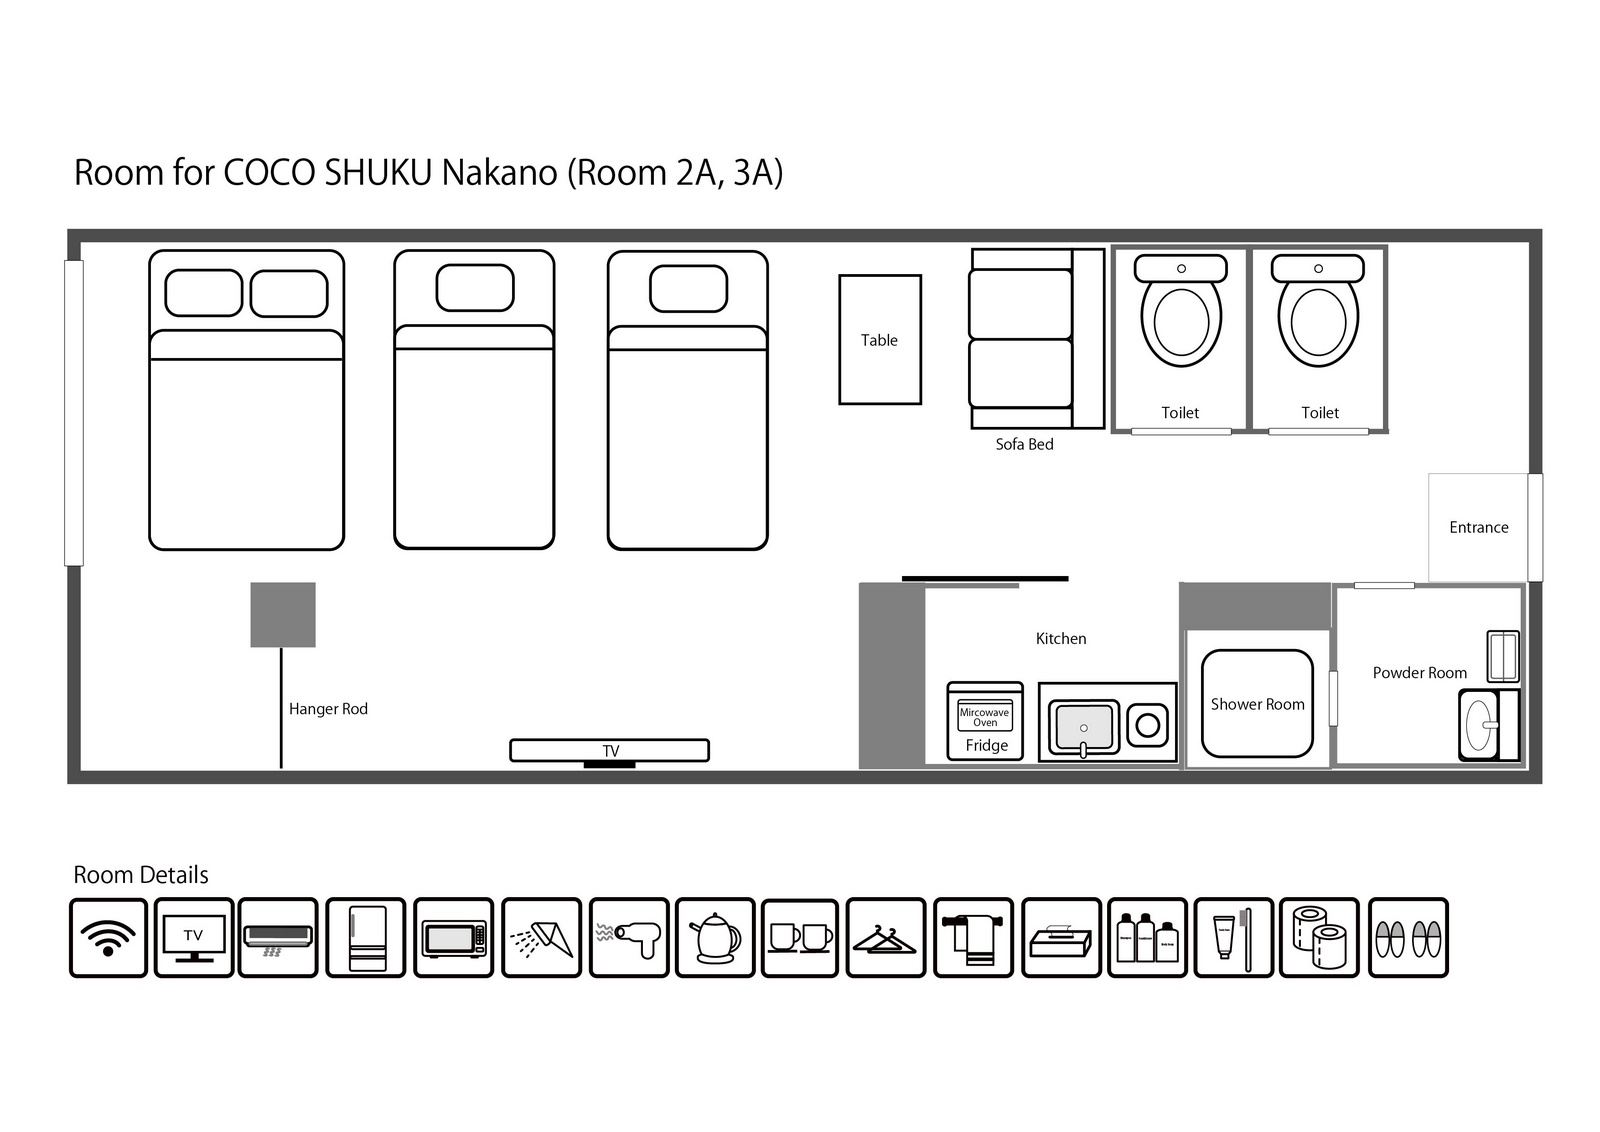 Room for COCO SHUKU Nakano (Room 2A, 3A)
Table
Sofa Bed
Toilet
Toilet
Entrance
Kitchen
Powder Room
Shower Room
Hanger Rod
TV
Mircowave
Oven
Fridge
Room Details
TV